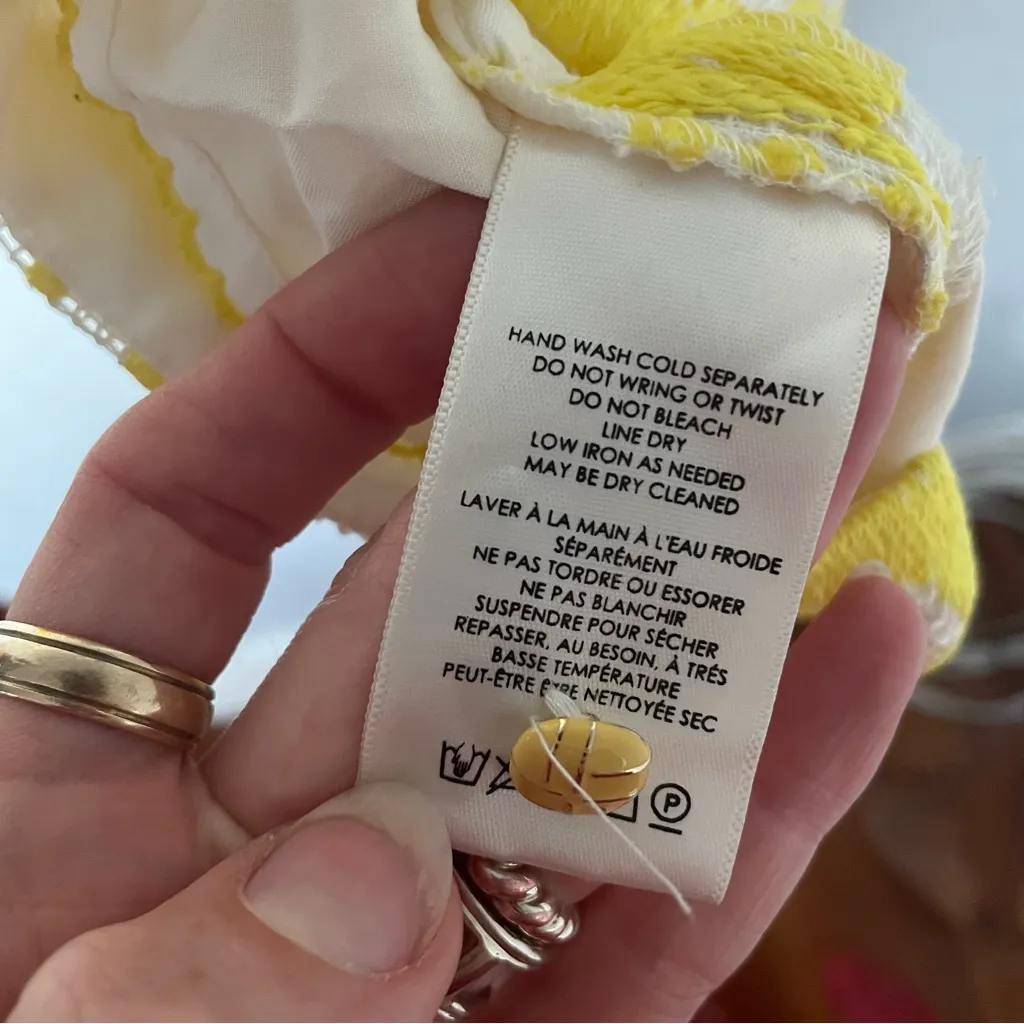 HAND WASH COLD SEPARATELY
DO NOT WRING OR TWIST
DO NOT BLEACH
LINE DRY
LOW IRON AS NEEDED
MAY BE DRY CLEANED
LAVER À LA MAIN À L'EAU FROIDE
SÉPARÉMENT
NE PAS TORDRE OU ESSORER
NE PAS BLANCHIR
SUSPENDRE POUR SÉCHER
REPASSER, AU BESOIN, À TRÉS
BASSE TEMPÉRATURE
PEUT-ÊTRE ÊTRE NETTOYÉE SEC
P